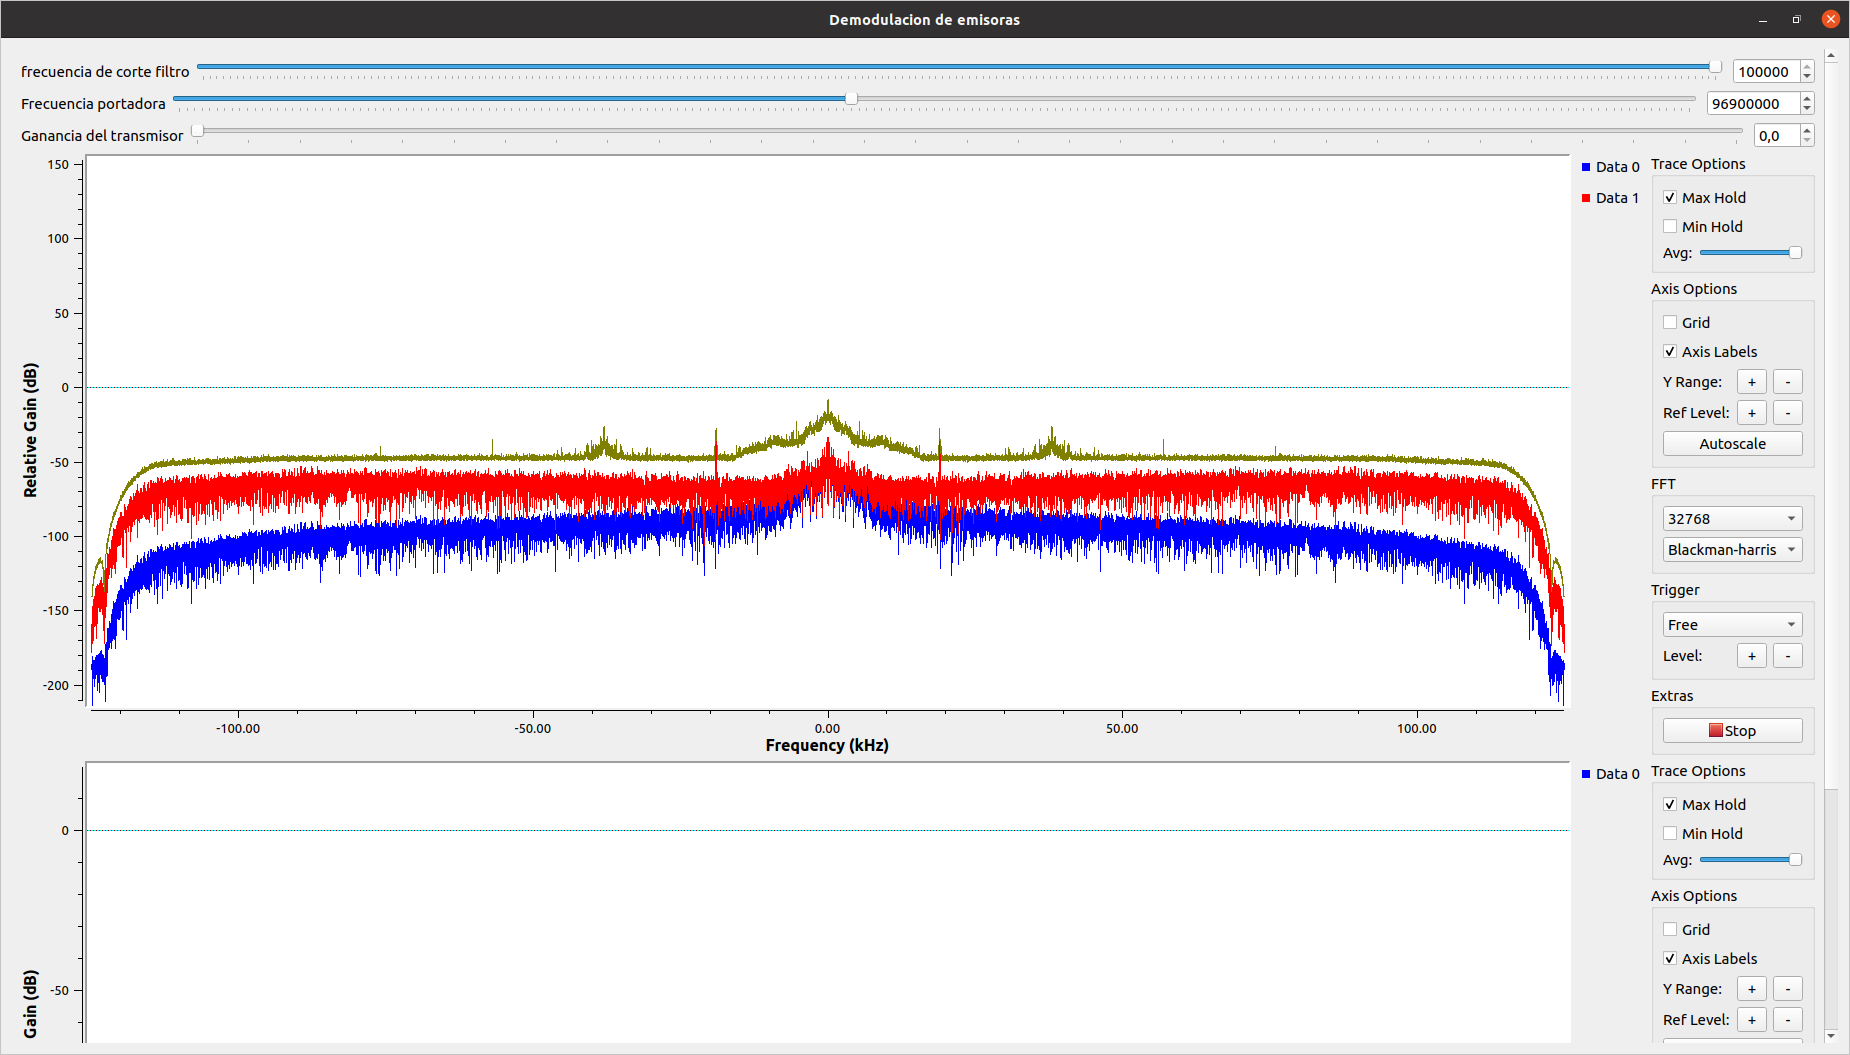 Demodulacion de emisoras
frecuencia de corte filtro 100000
Frecuencia portadora 96900000
Ganancia del transmisor 0,0
150
100
50
0
-50
-100
-150
-200
Relative Gain (dB)
-100.00 -50.00 0.00 50.00 100.00
Frequency (kHz)
Data 0
Data 1
Trace Options
Max Hold
Min Hold
Avg:
Axis Options
Grid
Axis Labels
Y Range: + -
Ref Level: + -
Autoscale
FFT
32768
Blackman-harris
Trigger
Free
Level: + -
Extras
Stop
0
-50
Gain (dB)
Data 0
Trace Options
Max Hold
Min Hold
Avg:
Axis Options
Grid
Axis Labels
Y Range: + -
Ref Level: + -